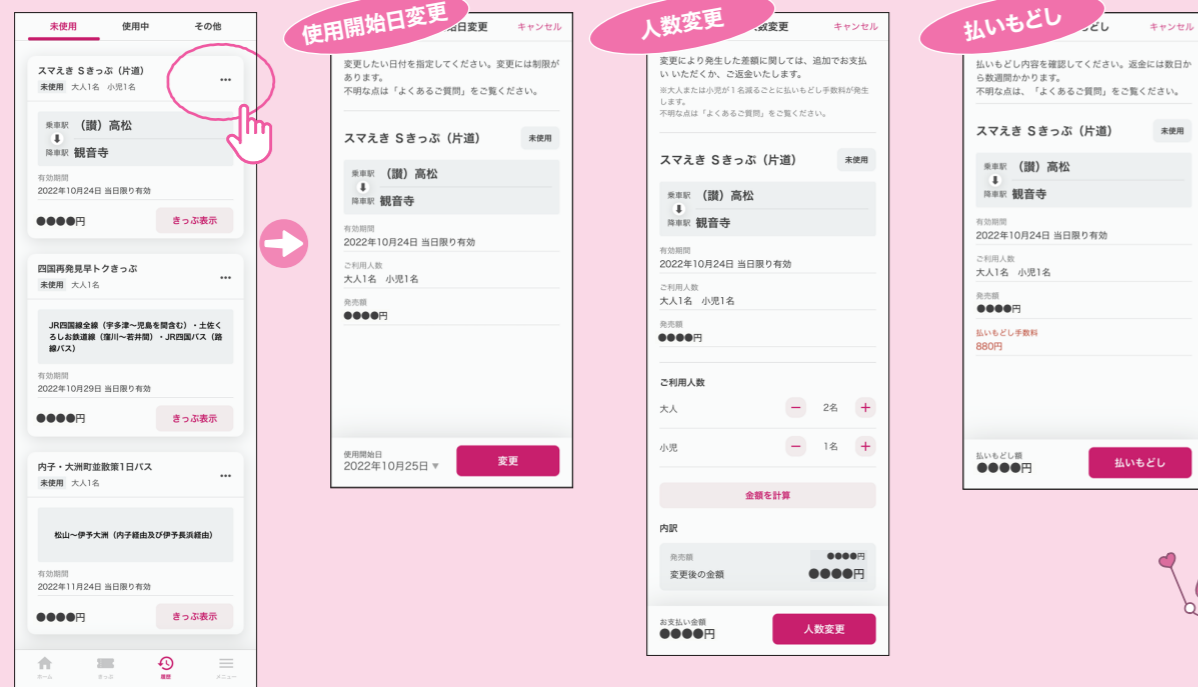 未使用
使用中
その他
スマえき Sきっぷ（片道）
•••
未使用 大人1名 小児1名
乗車駅 （讃）高松
降車駅 観音寺
有効期間
2022年10月24日 当日限り有効
●●●●円
きっぷ表示
四国再発見早トクきっぷ
•••
未使用 大人1名
JR四国線全線（宇多津〜児島を間含む）・土佐く
ろしお鉄道線（窪川〜若井間）・JR四国バス（路
線バス）
有効期間
2022年10月29日 当日限り有効
●●●●円
きっぷ表示
内子・大洲町並散策1日パス
•••
未使用 大人1名
松山〜伊予大洲（内子経由及び伊予長浜経由）
有効期間
2022年11月24日 当日限り有効
●●●●円
きっぷ表示
ホーム
きっぷ
履歴
メニュー
使用開始日変更
始日変更
キャンセル
変更したい日付を指定してください。変更には制限が
あります。
不明な点は「よくあるご質問」をご覧ください。
スマえき Sきっぷ（片道）
未使用
乗車駅 （讃）高松
降車駅 観音寺
有効期間
2022年10月24日 当日限り有効
ご利用人数
大人1名 小児1名
発売額
●●●●円
使用開始日
2022年10月25日 ▼
変更
人数変更
数変更
キャンセル
変更により発生した差額に関しては、追加でお支払
い いただくか、ご返金いたします。
※大人または小児が1名減るごとに払いもどし手数料が発生
します。
不明な点は「よくあるご質問」をご覧ください。
スマえき Sきっぷ（片道）
未使用
乗車駅 （讃）高松
降車駅 観音寺
有効期間
2022年10月24日 当日限り有効
ご利用人数
大人1名 小児1名
発売額
●●●●円
ご利用人数
大人
− 2名 +
小児
− 1名 +
金額を計算
内訳
発売額 ●●●●円
変更後の金額 ●●●●円
お支払い金額
●●●●円
人数変更
払いもどし
どし
キャンセル
払いもどし内容を確認してください。返金には数日か
ら数週間かかります。
不明な点は、「よくあるご質問」をご覧ください。
スマえき Sきっぷ（片道）
未使用
乗車駅 （讃）高松
降車駅 観音寺
有効期間
2022年10月24日 当日限り有効
ご利用人数
大人1名 小児1名
発売額
●●●●円
払いもどし手数料
880円
払いもどし額
●●●●円
払いもどし